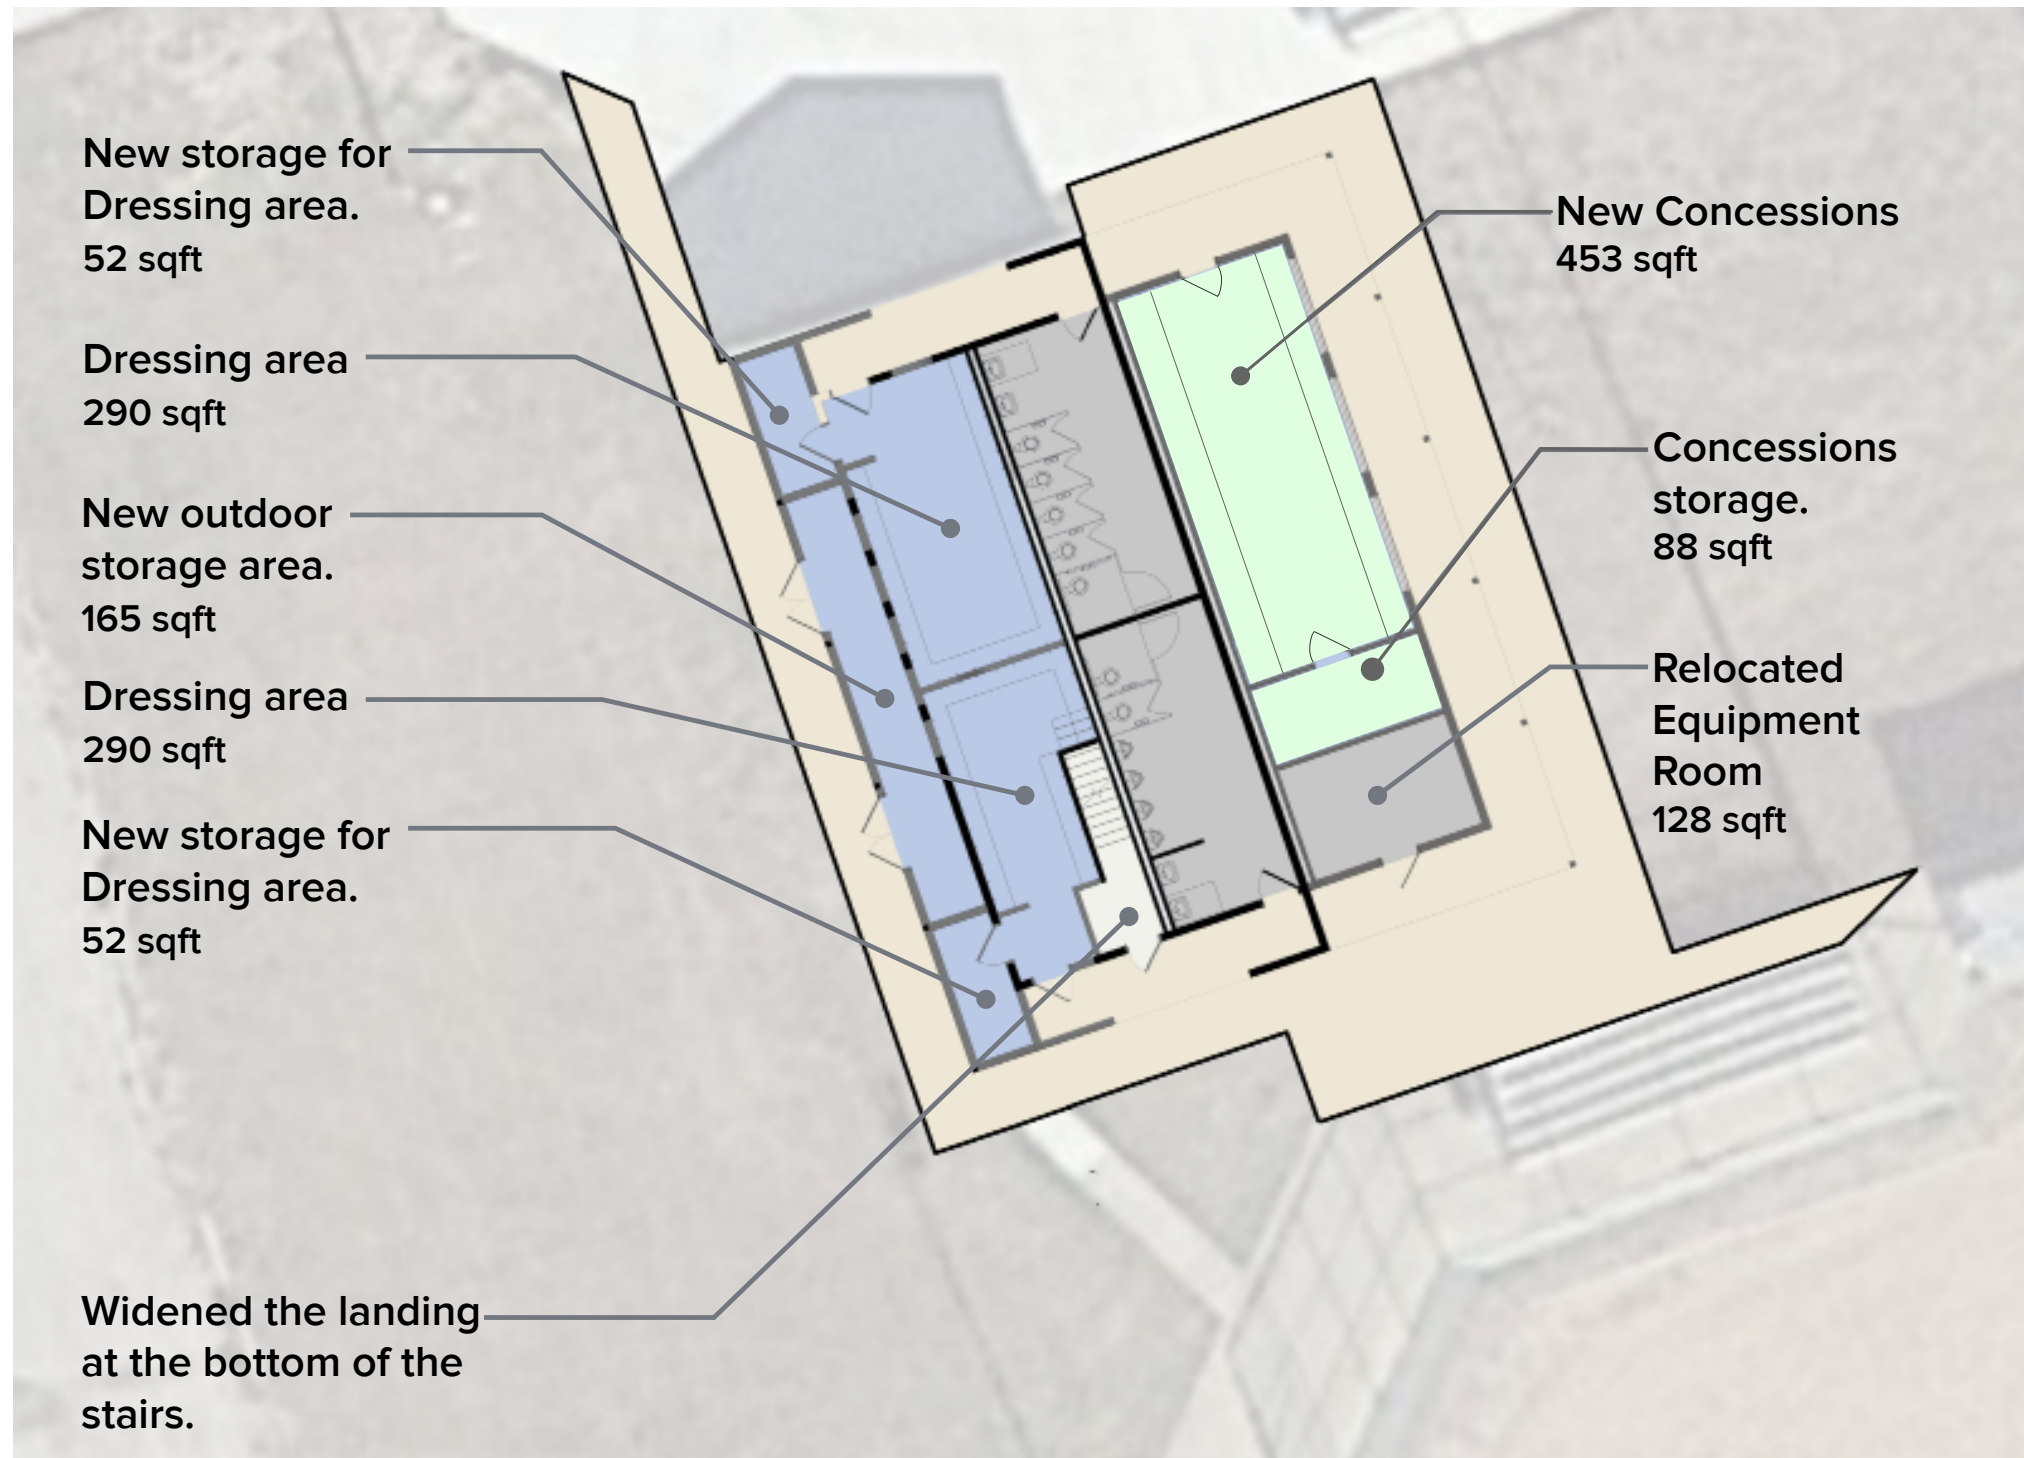 New storage for
Dressing area.
52 sqft
Dressing area
290 sqft
New outdoor
storage area.
165 sqft
Dressing area
290 sqft
New storage for
Dressing area.
52 sqft
Widened the landing
at the bottom of the
stairs.
New Concessions
453 sqft
Concessions
storage.
88 sqft
Relocated
Equipment
Room
128 sqft